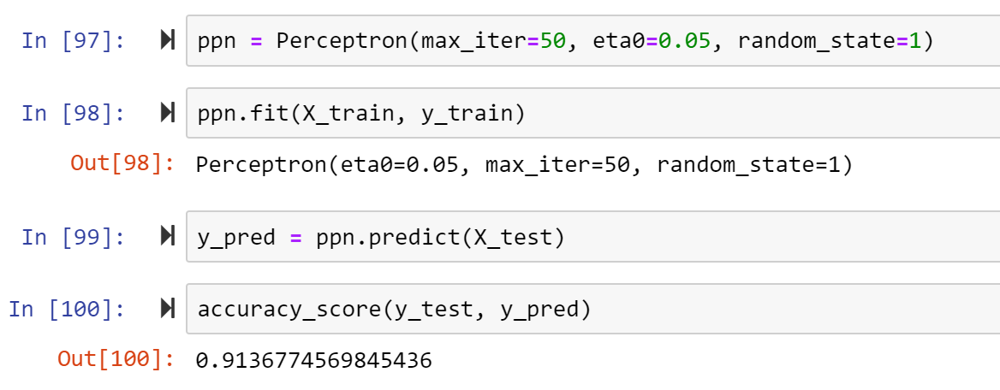 In [97]: ppn = Perceptron(max_iter=50, eta0=0.05, random_state=1)
In [98]: ppn.fit(X_train, y_train)
Out[98]: Perceptron(eta0=0.05, max_iter=50, random_state=1)
In [99]: y_pred = ppn.predict(X_test)
In [100]: accuracy_score(y_test, y_pred)
Out[100]: 0.9136774569845436